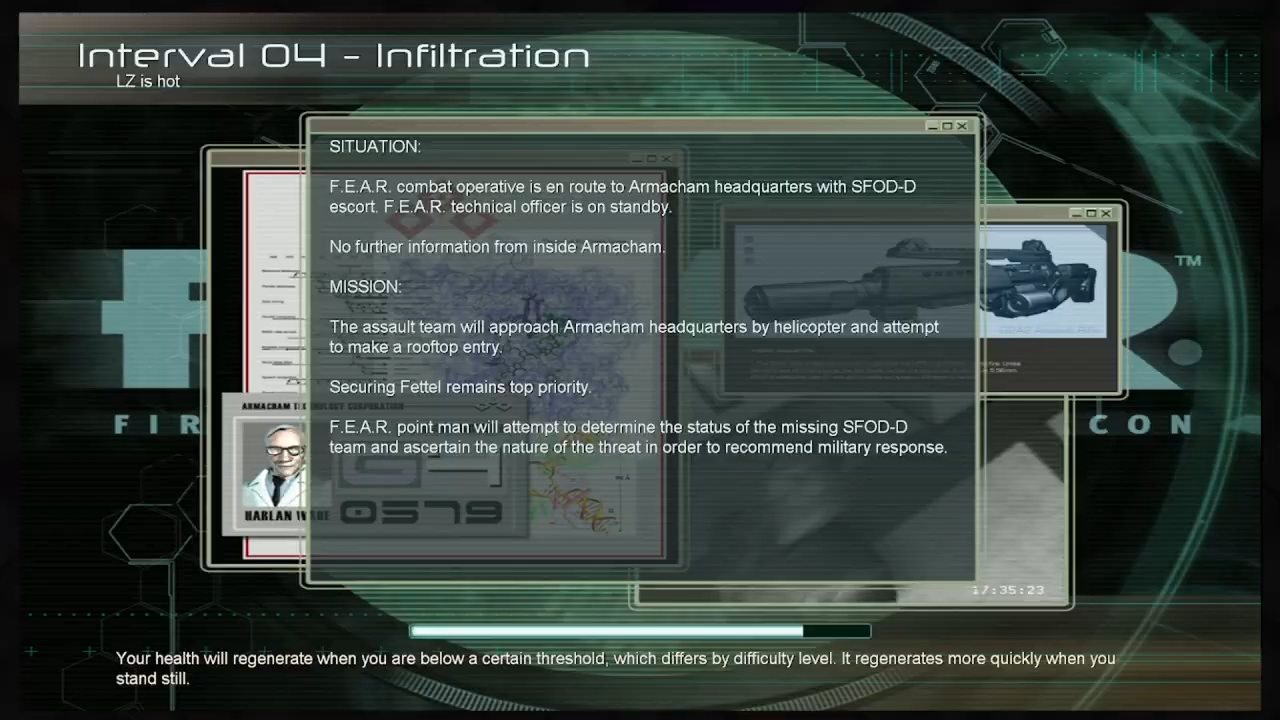 Interval 04 - Infiltration
LZ is hot
SITUATION:
F.E.A.R. combat operative is en route to Armacham headquarters with SFOD-D
escort. F.E.A.R. technical officer is on standby.
No further information from inside Armacham.
MISSION:
The assault team will approach Armacham headquarters by helicopter and attempt
to make a rooftop entry.
Securing Fettel remains top priority.
F.E.A.R. point man will attempt to determine the status of the missing SFOD-D
team and ascertain the nature of the threat in order to recommend military response.
TM
FIR
CON
ARMACHAM TECHNOLOGY CORPORATION
HARLAN WADE
0579
17:35:23
Your health will regenerate when you are below a certain threshold, which differs by difficulty level. It regenerates more quickly when you
stand still.